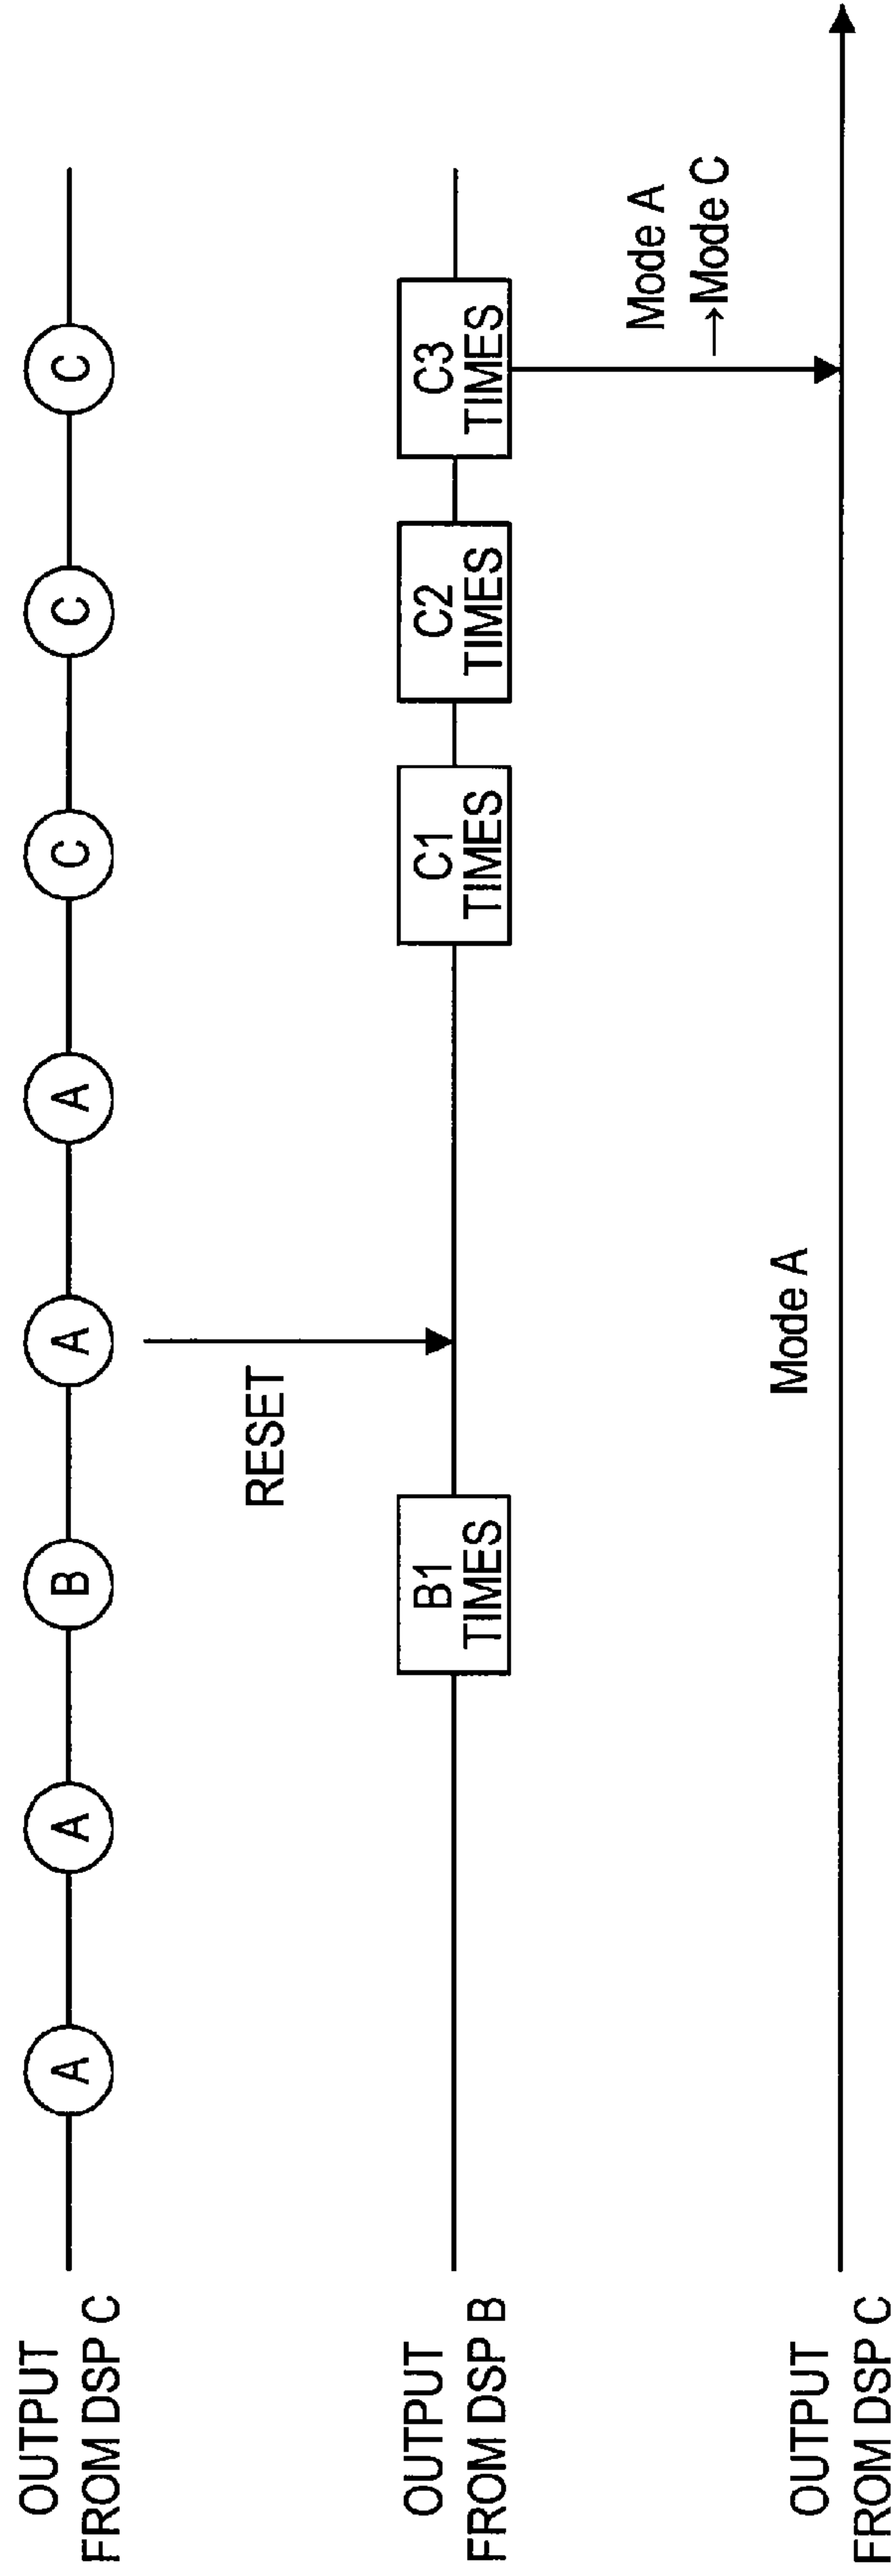 OUTPUT
FROM DSP C
A
A
B
A
A
C
C
C
RESET
OUTPUT
FROM DSP B
B1
TIMES
C1
TIMES
C2
TIMES
C3
TIMES
Mode A
→Mode C
Mode A
OUTPUT
FROM DSP C